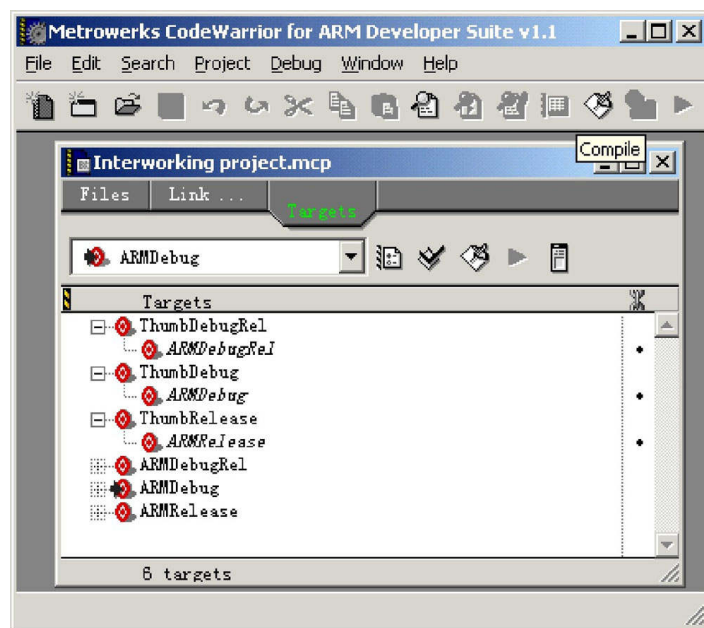 Metrowerks CodeWarrior for ARM Developer Suite v1.1
File Edit Search Project Debug Window Help
Compile
Interworking project.mcp
Files Link ... Targets
ARMDebug
Targets
ThumbDebugRel
ARMDebugRel
ThumbDebug
ARMDebug
ThumbRelease
ARMRelease
ARMDebugRel
ARMDebug
ARMRelease
6 targets